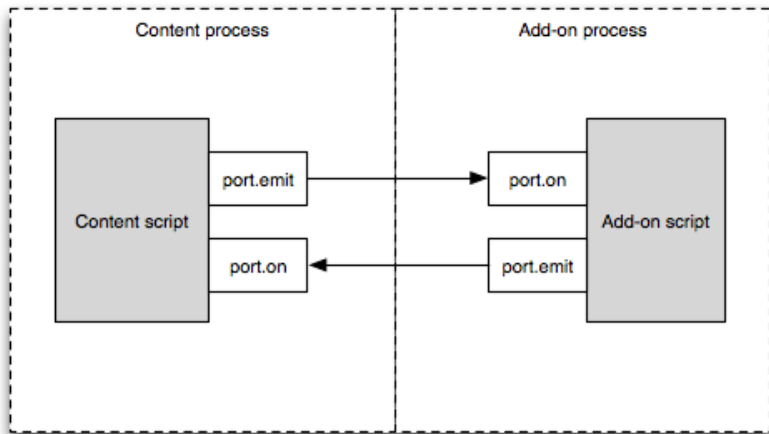 Content process
Add-on process
port.emit
port.on
Content script
Add-on script
port.on
port.emit